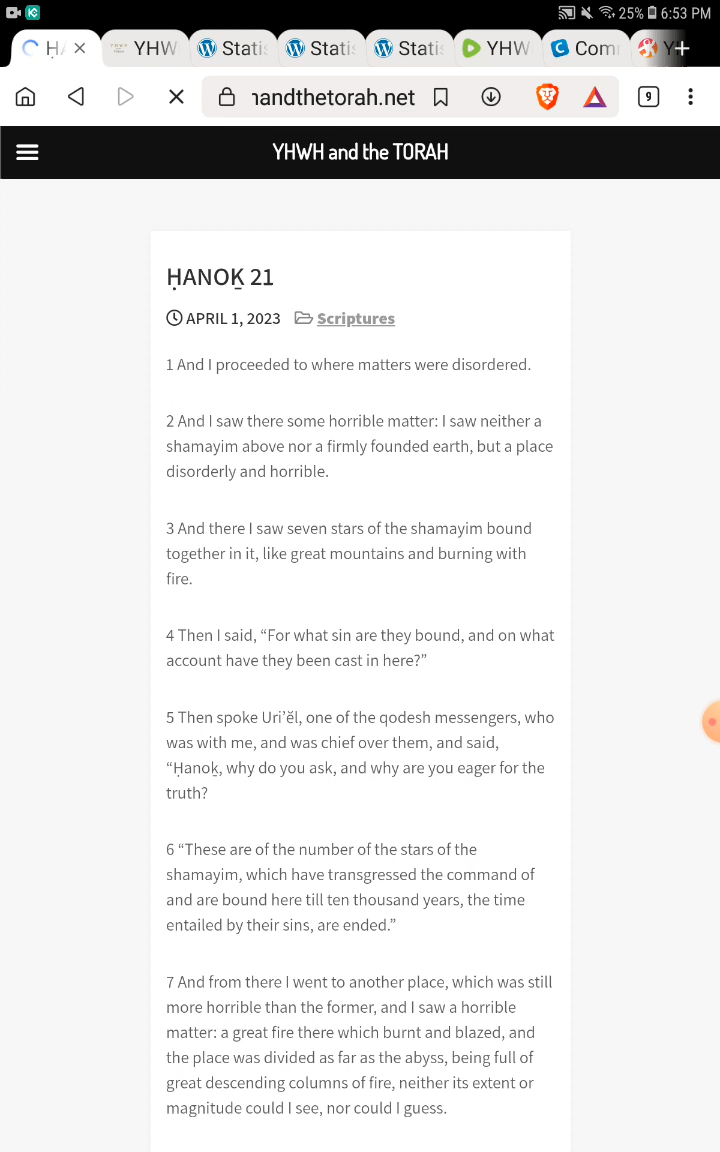 25% 6:53 PM
H YHW Statis Statis Statis YHW Com Y
handthetorah.net 9
YHWH and the TORAH
ḤANOḴ 21
APRIL 1, 2023 Scriptures
1 And I proceeded to where matters were disordered.
2 And I saw there some horrible matter: I saw neither a
shamayim above nor a firmly founded earth, but a place
disorderly and horrible.
3 And there I saw seven stars of the shamayim bound
together in it, like great mountains and burning with
fire.
4 Then I said, “For what sin are they bound, and on what
account have they been cast in here?”
5 Then spoke Uri’ĕl, one of the qodesh messengers, who
was with me, and was chief over them, and said,
“Ḥanoḵ, why do you ask, and why are you eager for the
truth?
6 “These are of the number of the stars of the
shamayim, which have transgressed the command of
and are bound here till ten thousand years, the time
entailed by their sins, are ended.”
7 And from there I went to another place, which was still
more horrible than the former, and I saw a horrible
matter: a great fire there which burnt and blazed, and
the place was divided as far as the abyss, being full of
great descending columns of fire, neither its extent or
magnitude could I see, nor could I guess.